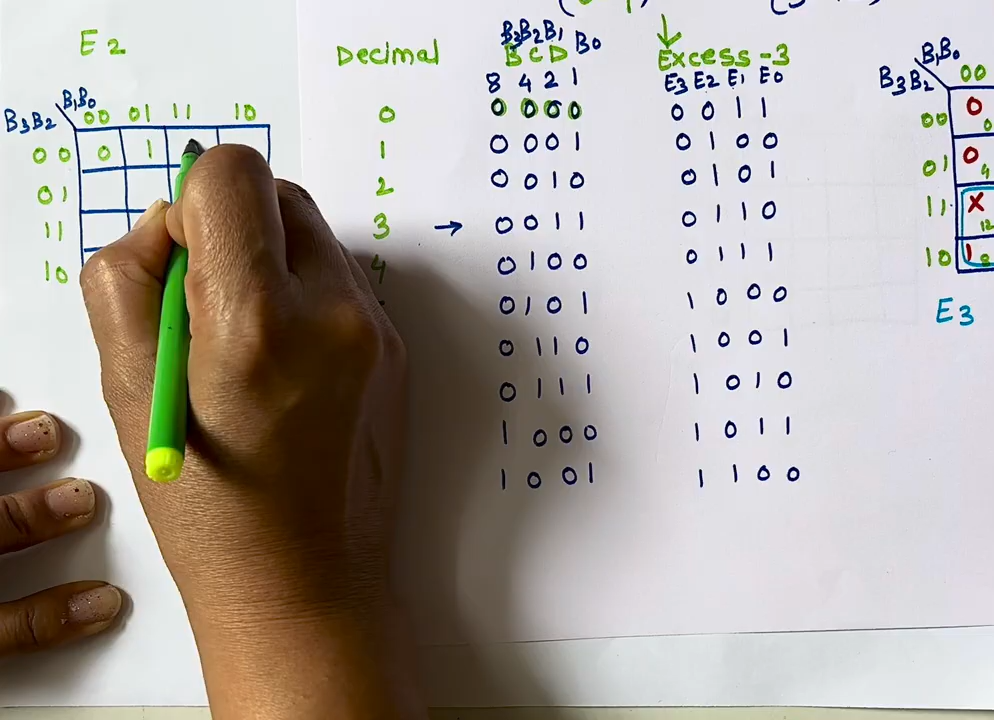 E2
B3B2 B1B0
00 01 11 10
00 0 1
01
11
10
Decimal
B3B2B1 B0
BCD
Excess-3
8 4 2 1
E3 E2 E1 E0
0 0 0 0 0 0 0 1 1
1 0 0 0 1 0 1 0 0
2 0 0 1 0 0 1 0 1
3 → 0 0 1 1 0 1 1 0
4 0 1 0 0 0 1 1 1
0 1 0 1 1 0 0 0
0 1 1 0 1 0 0 1
0 1 1 1 1 0 1 0
1 0 0 0 1 0 1 1
1 0 0 1 1 1 0 0
B3B2 B1B0
00
00 0 0
01 0 4
11 X 12
10 1
E3